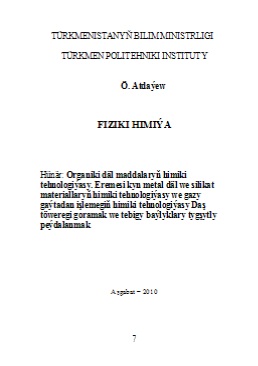 TÜRKMENISTANYŇ BILIM MINISTRLIGI
TÜRKMEN POLITEHNIKI INSTITUTY
Ö. Atdaýew
FIZIKI HIMIÝA
Hünär: Organiki däl maddalaryň himiki
tehnologiýasy. Eremesi kyn metal däl we silikat
materiallaryň himiki tehnologiýasy we gazy
gaýtadan işlemegiň himiki tehnologiýasy Daş
töweregi goramak we tebigy baýlyklary tygşytly
peýdalanmak
Aşgabat – 2010
7